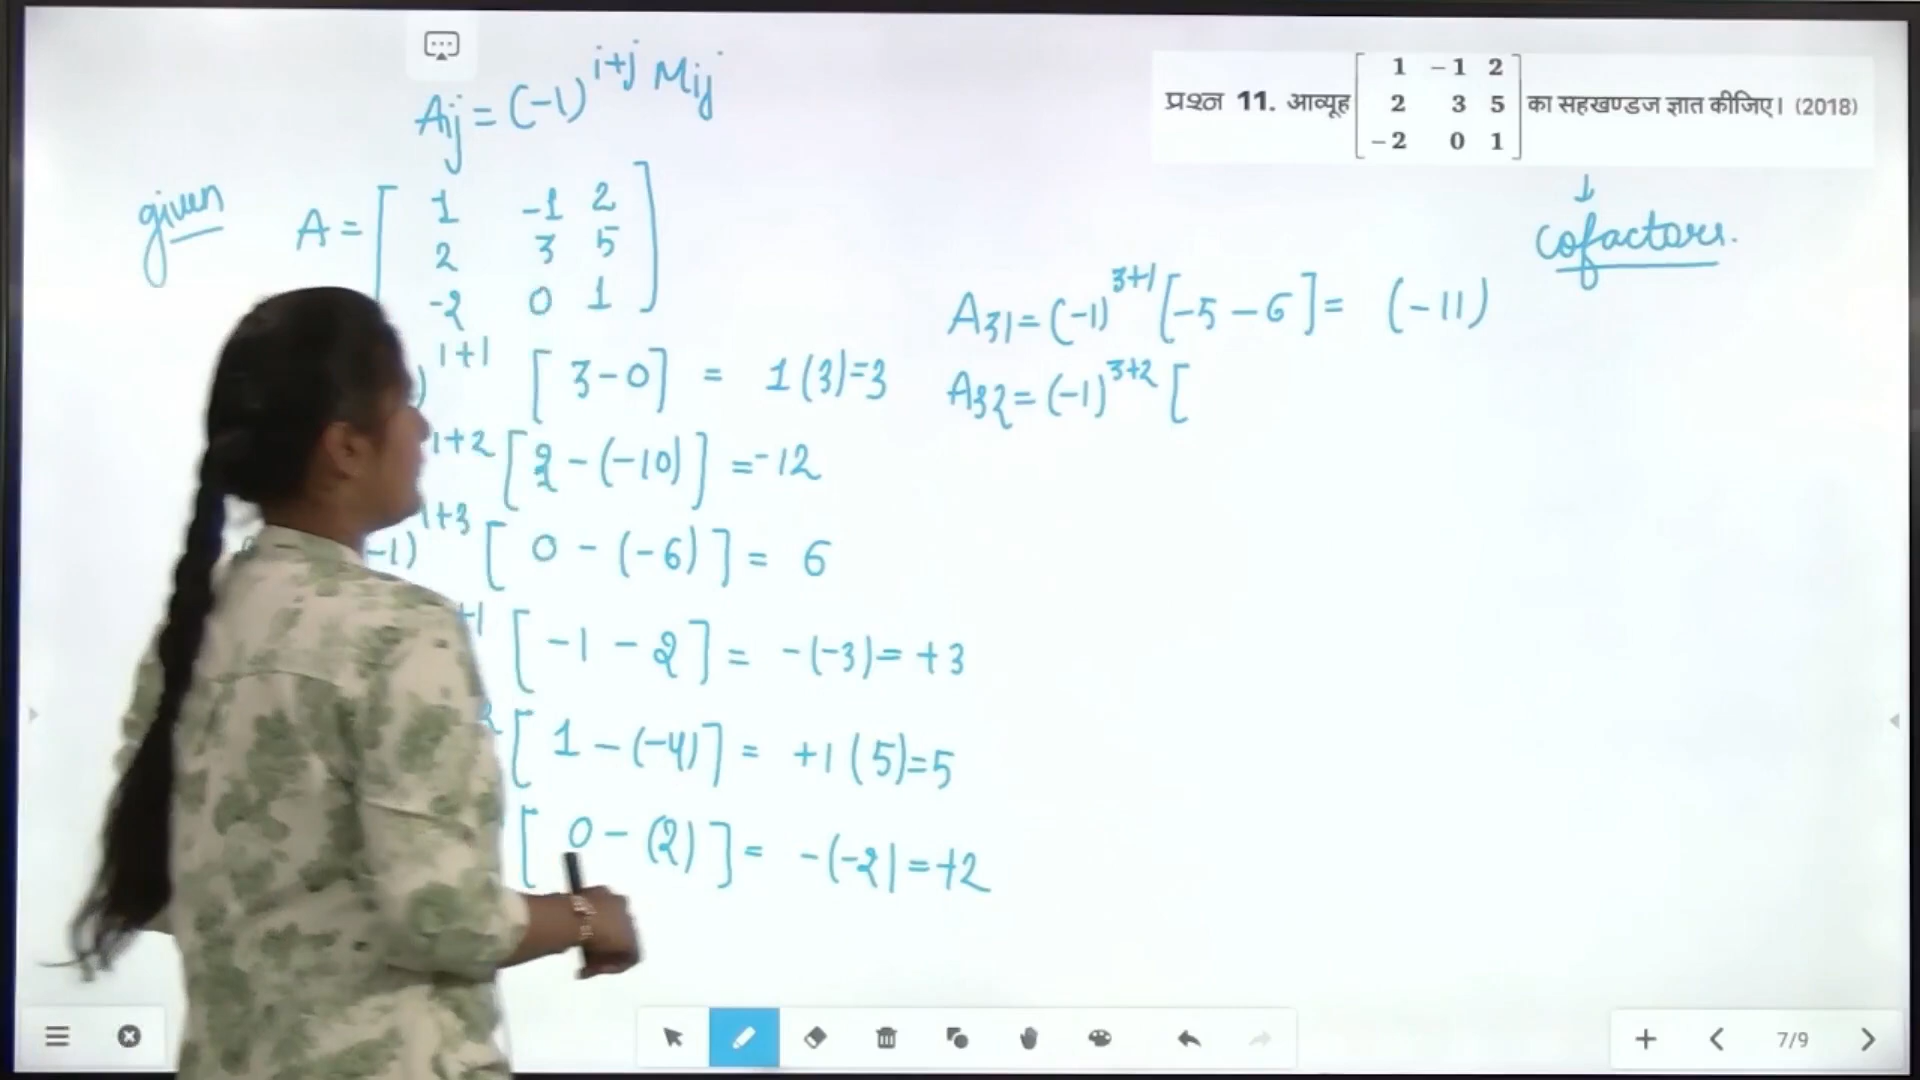 Aij = (-1)^{i+j} Mij
प्रश्न 11. आव्यूह [1 -1 2; 2 3 5; -2 0 1] का सहखण्डज ज्ञात कीजिए। (2018)
↓
cofactors.
given A = [1 -1 2; 2 3 5; -2 0 1]
)^{1+1} [3-0] = 1(3)=3
1+2 [2-(-10)] = -12
-1)^{1+3} [0-(-6)] = 6
+1 [-1-2] = -(-3)= +3
2 [1-(-4)] = +1(5)=5
[0-(2)] = -(-2)=+2
A31 = (-1)^{3+1} [-5-6] = (-11)
A32 = (-1)^{3+2} [
7/9